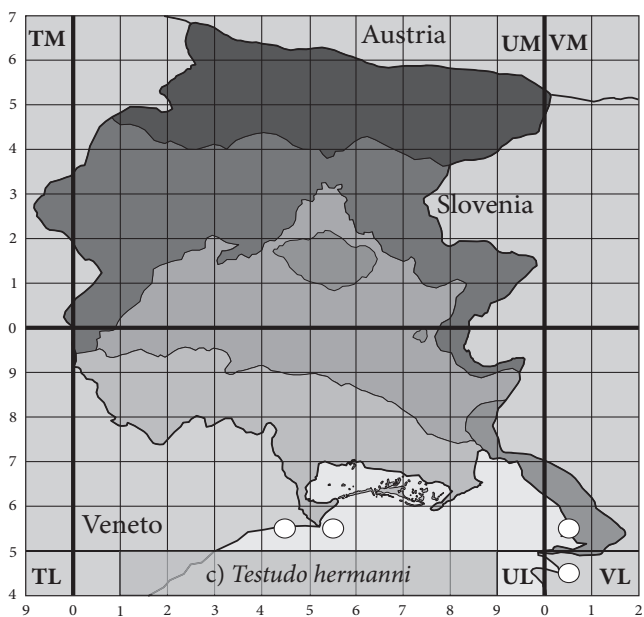 7
TM
Austria
UM
VM
6
5
4
3
Slovenia
2
1
0
9
8
7
6
Veneto
5
TL
c) Testudo hermanni
UL
VL
4
9 0 1 2 3 4 5 6 7 8 9 0 1 2